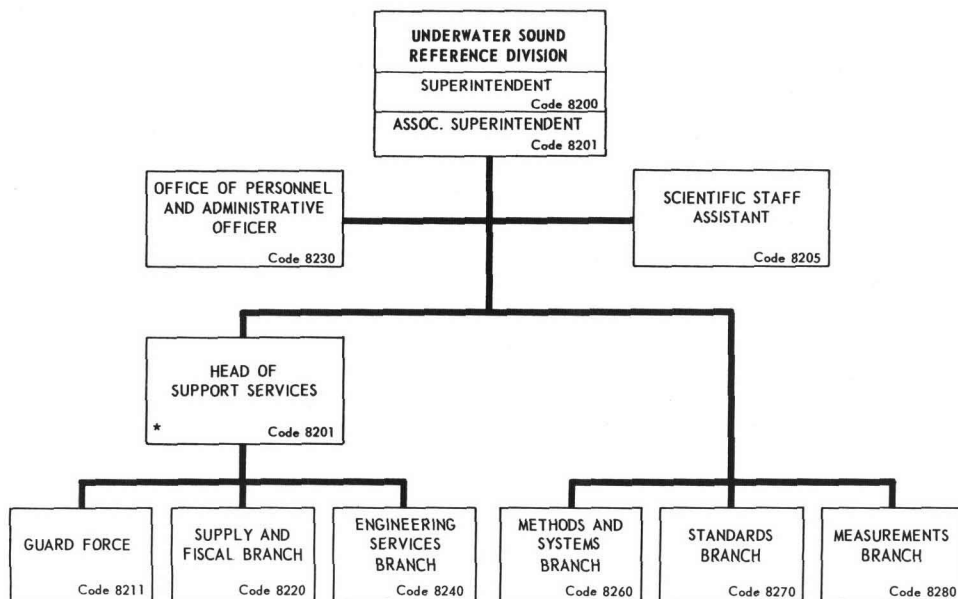 UNDERWATER SOUND
REFERENCE DIVISION
SUPERINTENDENT
Code 8200
ASSOC. SUPERINTENDENT
Code 8201
OFFICE OF PERSONNEL
AND ADMINISTRATIVE
OFFICER
Code 8230
SCIENTIFIC STAFF
ASSISTANT
Code 8205
HEAD OF
SUPPORT SERVICES
* Code 8201
GUARD FORCE
Code 8211
SUPPLY AND
FISCAL BRANCH
Code 8220
ENGINEERING
SERVICES
BRANCH
Code 8240
METHODS AND
SYSTEMS
BRANCH
Code 8260
STANDARDS
BRANCH
Code 8270
MEASUREMENTS
BRANCH
Code 8280